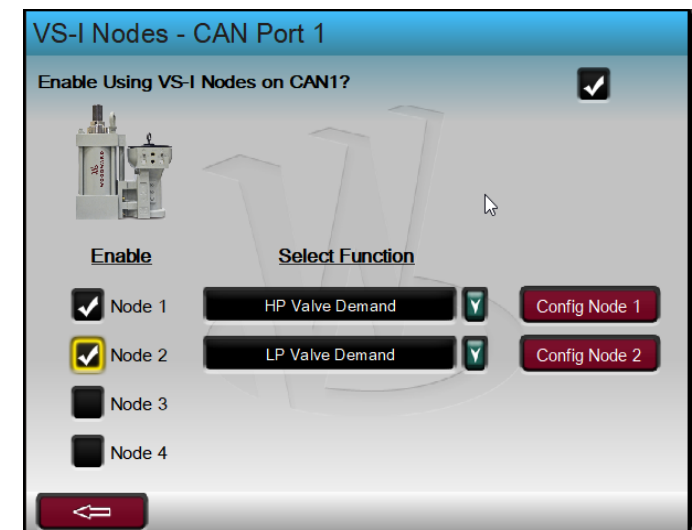 VS-I Nodes - CAN Port 1
Enable Using VS-I Nodes on CAN1?
WOODWARD
Enable Select Function
Node 1 HP Valve Demand Config Node 1
Node 2 LP Valve Demand Config Node 2
Node 3
Node 4